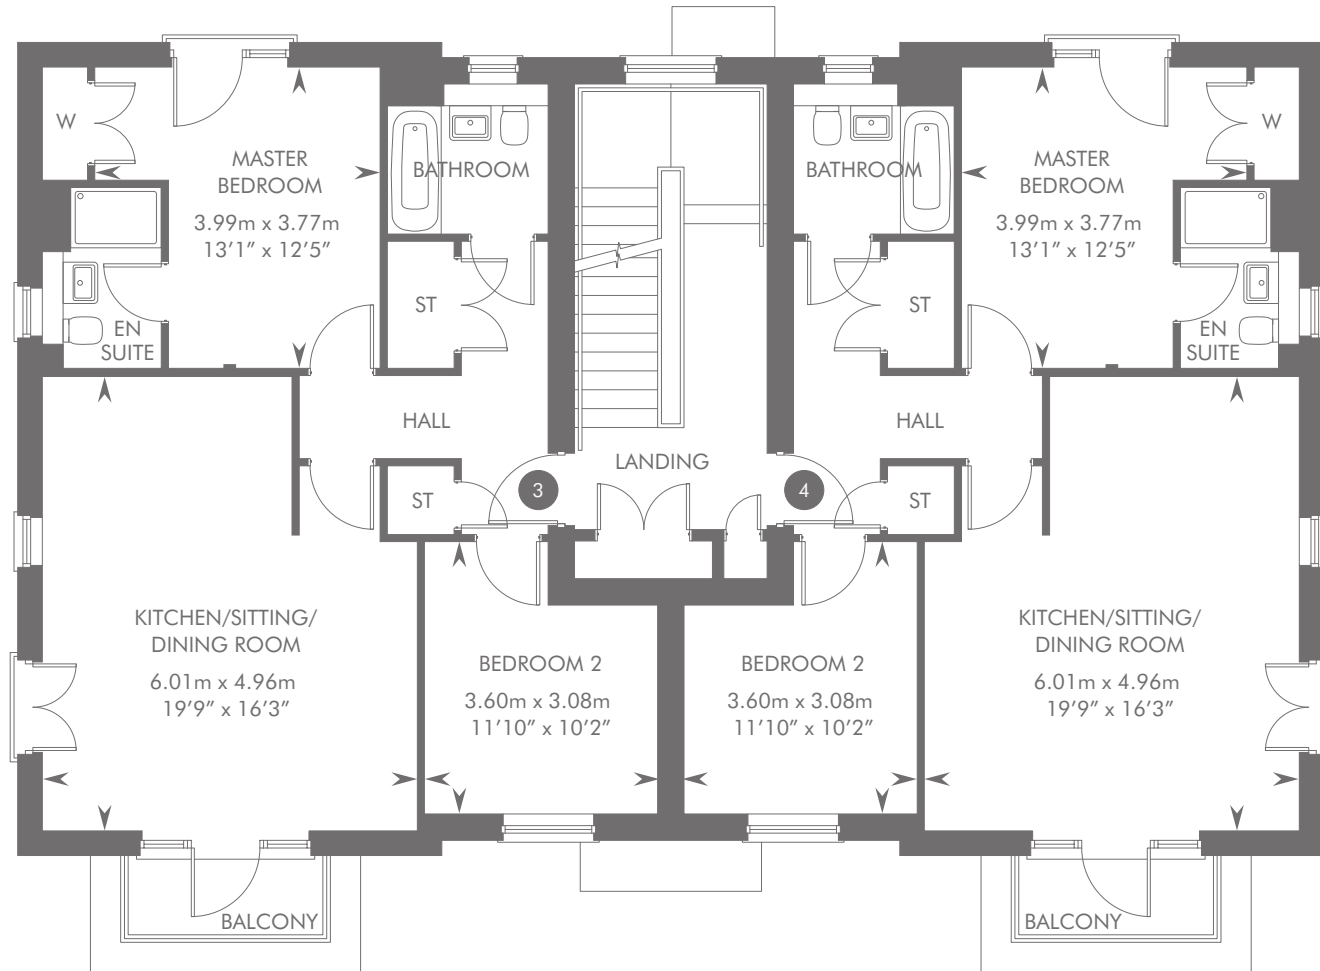 W
MASTER
BEDROOM
3.99m x 3.77m
13'1" x 12'5"
BATHROOM
BATHROOM
MASTER
BEDROOM
3.99m x 3.77m
13'1" x 12'5"
W
EN
SUITE
ST
ST
EN
SUITE
HALL
LANDING
HALL
ST
3
4
ST
KITCHEN/SITTING/
DINING ROOM
6.01m x 4.96m
19'9" x 16'3"
BEDROOM 2
3.60m x 3.08m
11'10" x 10'2"
BEDROOM 2
3.60m x 3.08m
11'10" x 10'2"
KITCHEN/SITTING/
DINING ROOM
6.01m x 4.96m
19'9" x 16'3"
BALCONY
BALCONY